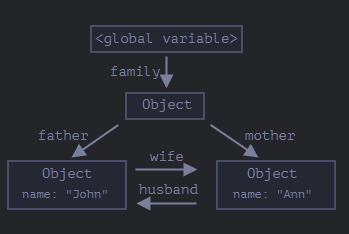 <global variable>
family
Object
father
mother
wife
Object
name: "John"
husband
Object
name: "Ann"